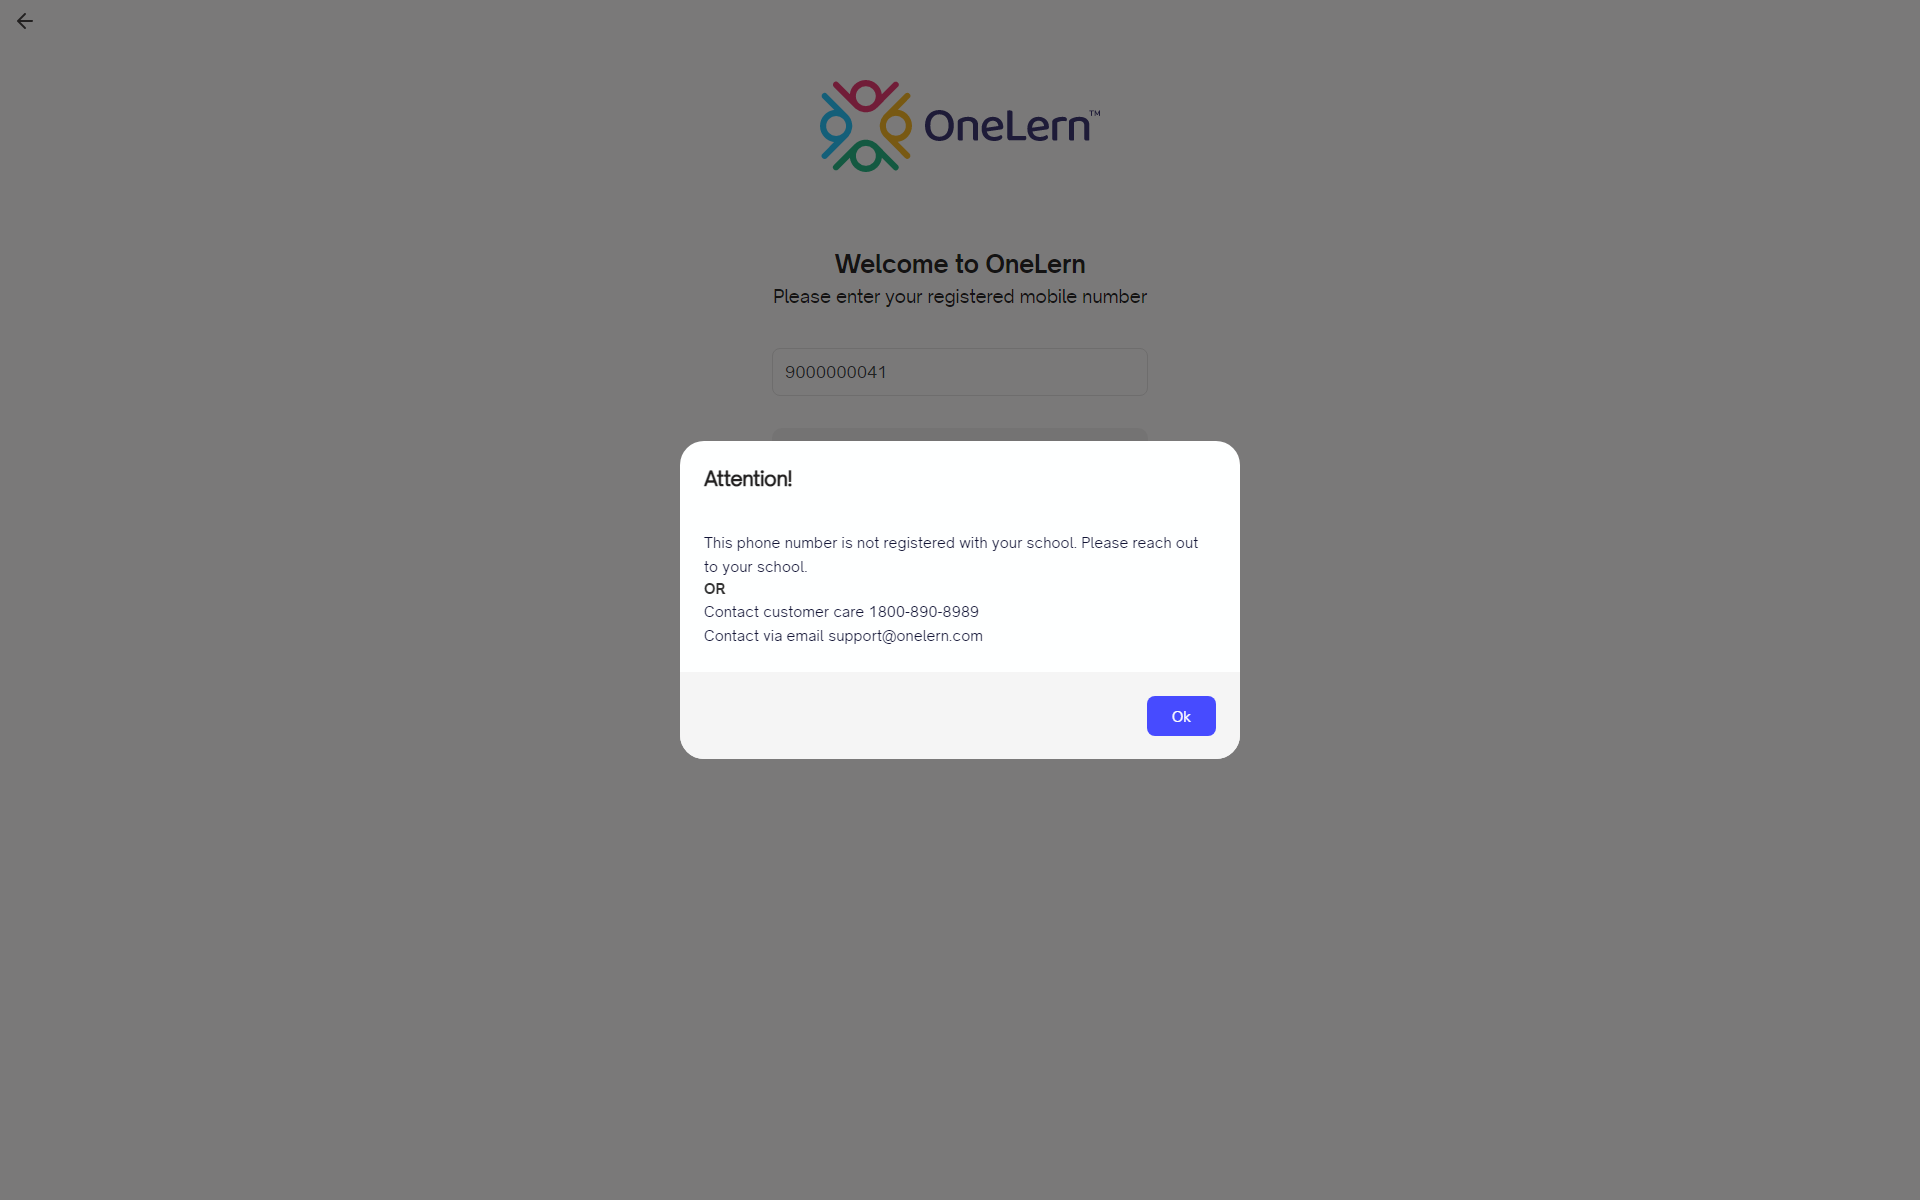 OneLern™
Welcome to OneLern
Please enter your registered mobile number
9000000041
Attention!
This phone number is not registered with your school. Please reach out
to your school.
OR
Contact customer care 1800-890-8989
Contact via email support@onelern.com
Ok